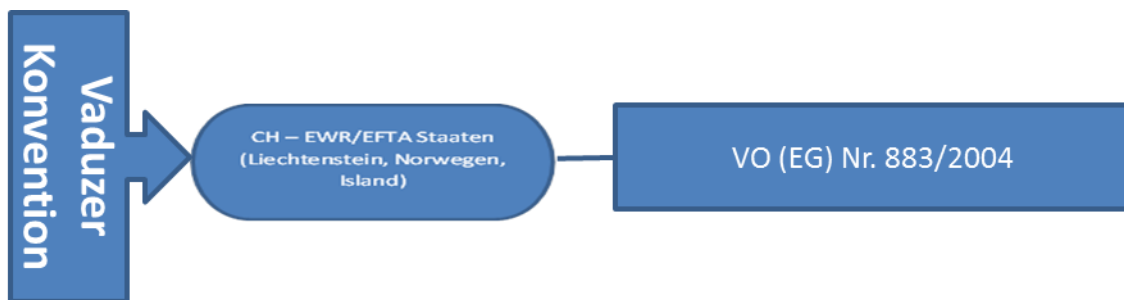 Vaduzer
Konvention
CH – EWR/EFTA Staaten
(Liechtenstein, Norwegen,
Island)
VO (EG) Nr. 883/2004